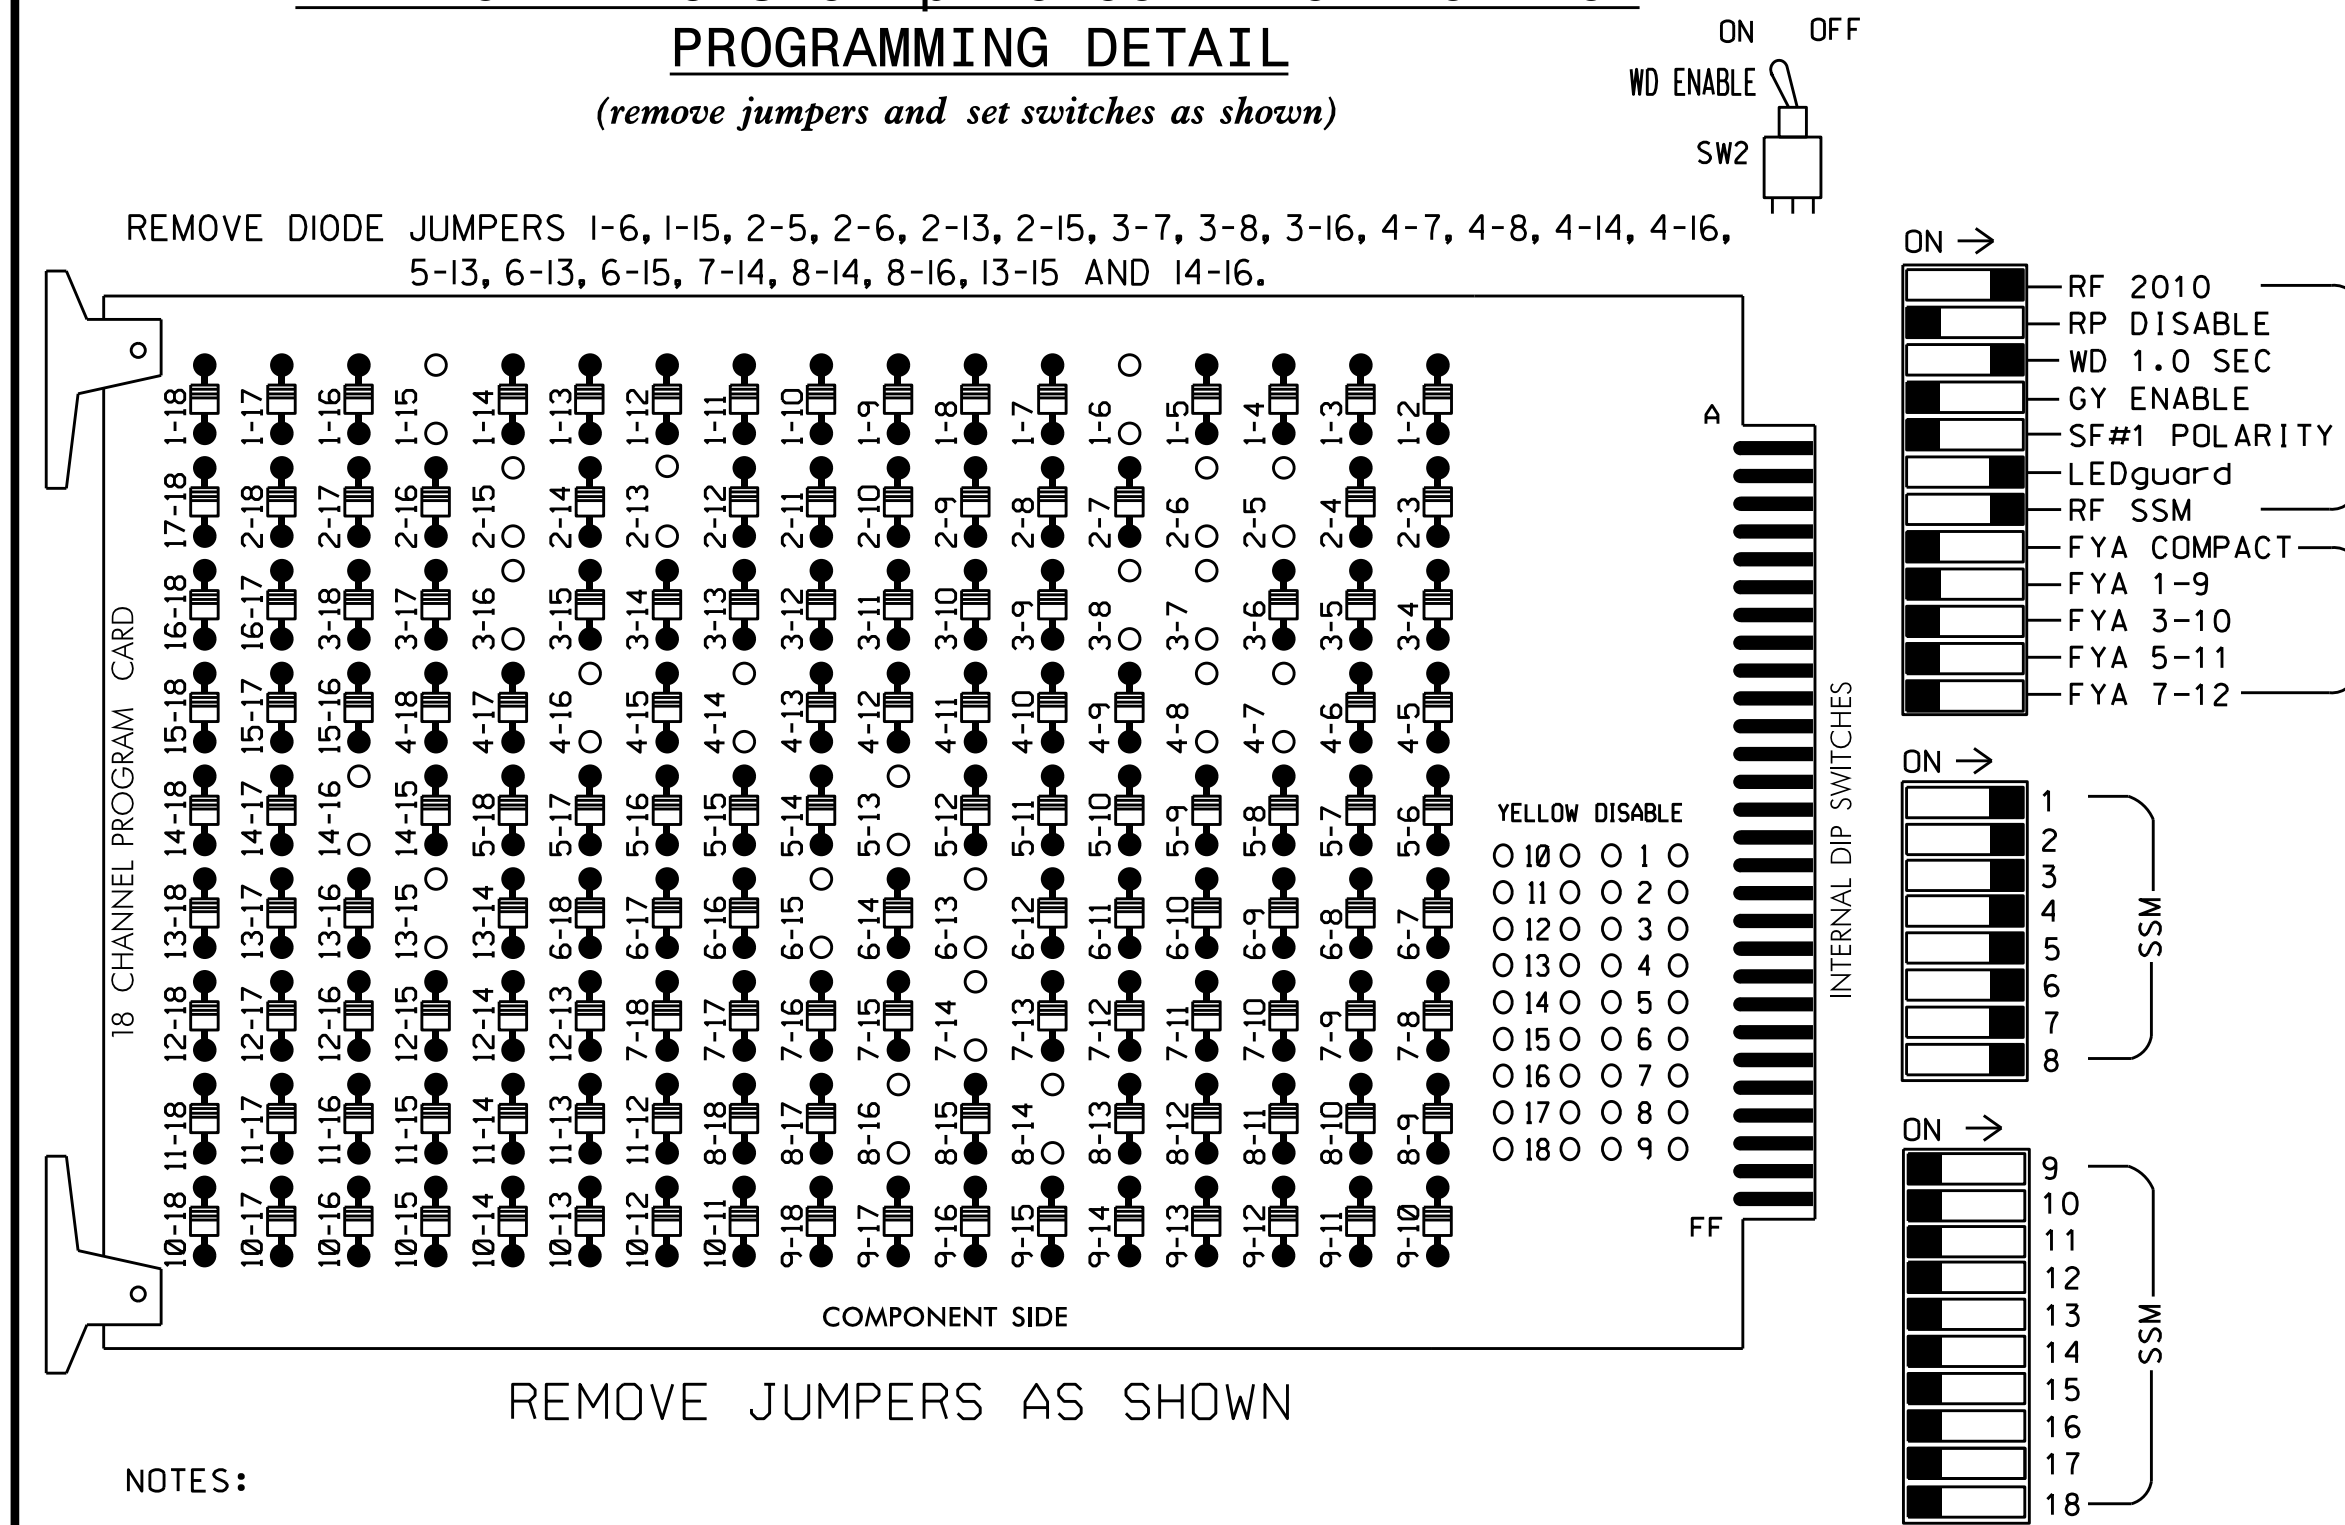 PROGRAMMING DETAIL
(remove jumpers and set switches as shown)
ON OFF
WD ENABLE
SW2
REMOVE DIODE JUMPERS 1-6, 1-15, 2-5, 2-6, 2-13, 2-15, 3-7, 3-8, 3-16, 4-7, 4-8, 4-14, 4-16,
5-13, 6-13, 6-15, 7-14, 8-14, 8-16, 13-15 AND 14-16.
1-18 1-17 1-16 1-15 1-14 1-13 1-12 1-11 1-10 1-9 1-8 1-7 1-6 1-5 1-4 1-3 1-2
17-18 2-18 2-17 2-16 2-15 2-14 2-13 2-12 2-11 2-10 2-9 2-8 2-7 2-6 2-5 2-4 2-3
16-18 16-17 3-18 3-17 3-16 3-15 3-14 3-13 3-12 3-11 3-10 3-9 3-8 3-7 3-6 3-5 3-4
15-18 15-17 15-16 4-18 4-17 4-16 4-15 4-14 4-13 4-12 4-11 4-10 4-9 4-8 4-7 4-6 4-5
14-18 14-17 14-16 14-15 5-18 5-17 5-16 5-15 5-14 5-13 5-12 5-11 5-10 5-9 5-8 5-7 5-6
13-18 13-17 13-16 13-15 13-14 6-18 6-17 6-16 6-15 6-14 6-13 6-12 6-11 6-10 6-9 6-8 6-7
12-18 12-17 12-16 12-15 12-14 12-13 7-18 7-17 7-16 7-15 7-14 7-13 7-12 7-11 7-10 7-9 7-8
11-18 11-17 11-16 11-15 11-14 11-13 11-12 8-18 8-17 8-16 8-15 8-14 8-13 8-12 8-11 8-10 8-9
10-18 10-17 10-16 10-15 10-14 10-13 10-12 10-11 9-18 9-17 9-16 9-15 9-14 9-13 9-12 9-11 9-10
18 CHANNEL PROGRAM CARD
A
YELLOW DISABLE
10 1
11 2
12 3
13 4
14 5
15 6
16 7
17 8
18 9
FF
COMPONENT SIDE
REMOVE JUMPERS AS SHOWN
NOTES:
INTERNAL DIP SWITCHES
ON
RF 2010
RP DISABLE
WD 1.0 SEC
GY ENABLE
SF#1 POLARITY
LEDguard
RF SSM
FYA COMPACT
FYA 1-9
FYA 3-10
FYA 5-11
FYA 7-12
ON
1
2
3
4
5
6
7
8
SSM
ON
9
10
11
12
13
14
15
16
17
18
SSM